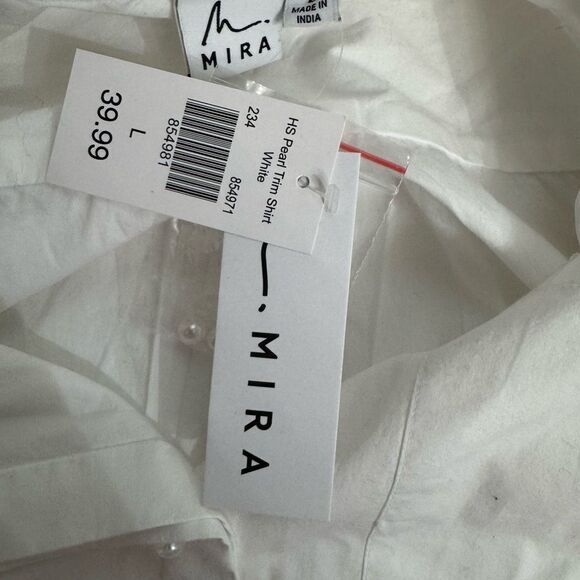 h.
MIRA
MADE IN
INDIA
HS Pearl Trim Shirt
White
234
854971
854981
L
39.99
MIRA